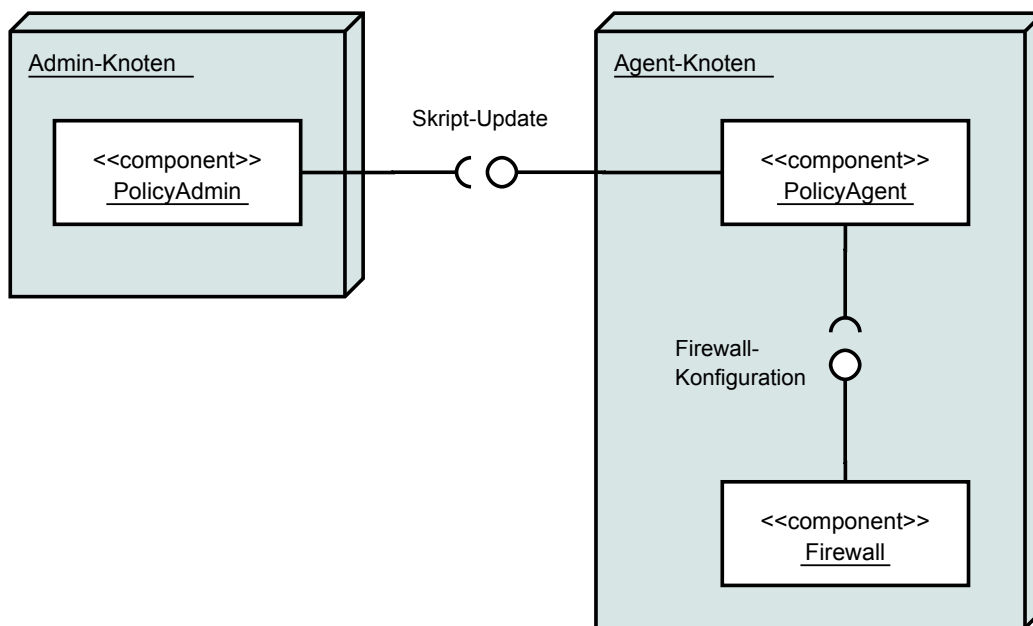 Admin-Knoten
<<component>>
PolicyAdmin
Skript-Update
Agent-Knoten
<<component>>
PolicyAgent
Firewall-
Konfiguration
<<component>>
Firewall